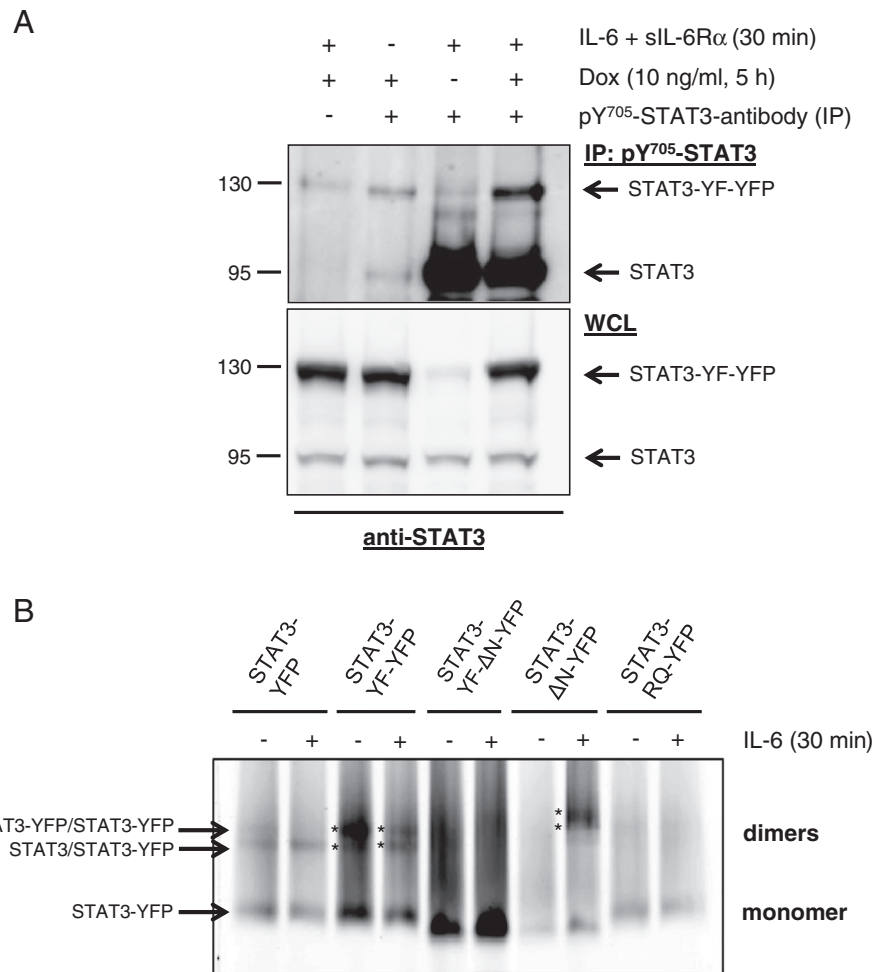 A
+ - + + IL-6 + sIL-6Rα (30 min)
+ + - + Dox (10 ng/ml, 5 h)
- + + + pY⁷⁰⁵-STAT3-antibody (IP)
IP: pY⁷⁰⁵-STAT3
130
STAT3-YF-YFP
95
STAT3
WCL
130
STAT3-YF-YFP
95
STAT3
anti-STAT3
B
STAT3-
YFP
STAT3-
YF-YFP
STAT3-
YF-ΔN-YFP
STAT3-
ΔN-YFP
STAT3-
RQ-YFP
- + - + - + - + - + IL-6 (30 min)
AT3-YFP/STAT3-YFP
* * *
dimers
STAT3/STAT3-YFP
* * *
STAT3-YFP
monomer